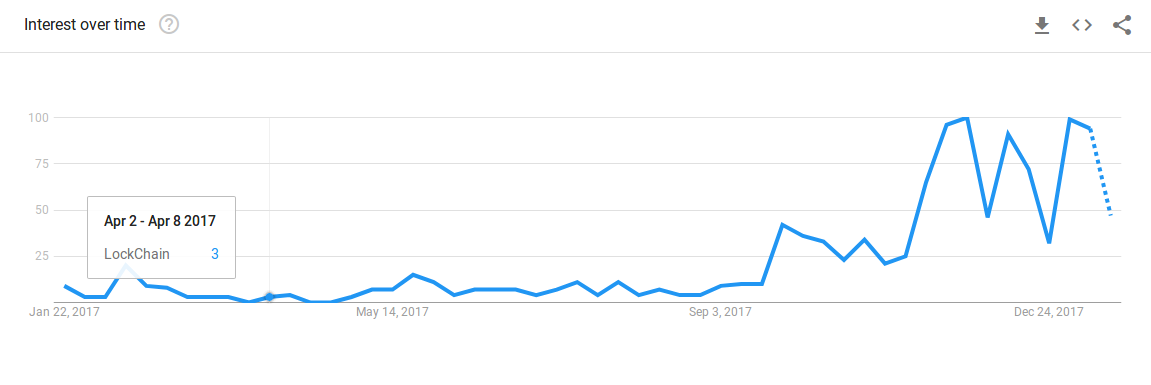 Interest over time
100
75
50
25
Apr 2 - Apr 8 2017
LockChain 3
Jan 22, 2017 May 14, 2017 Sep 3, 2017 Dec 24, 2017